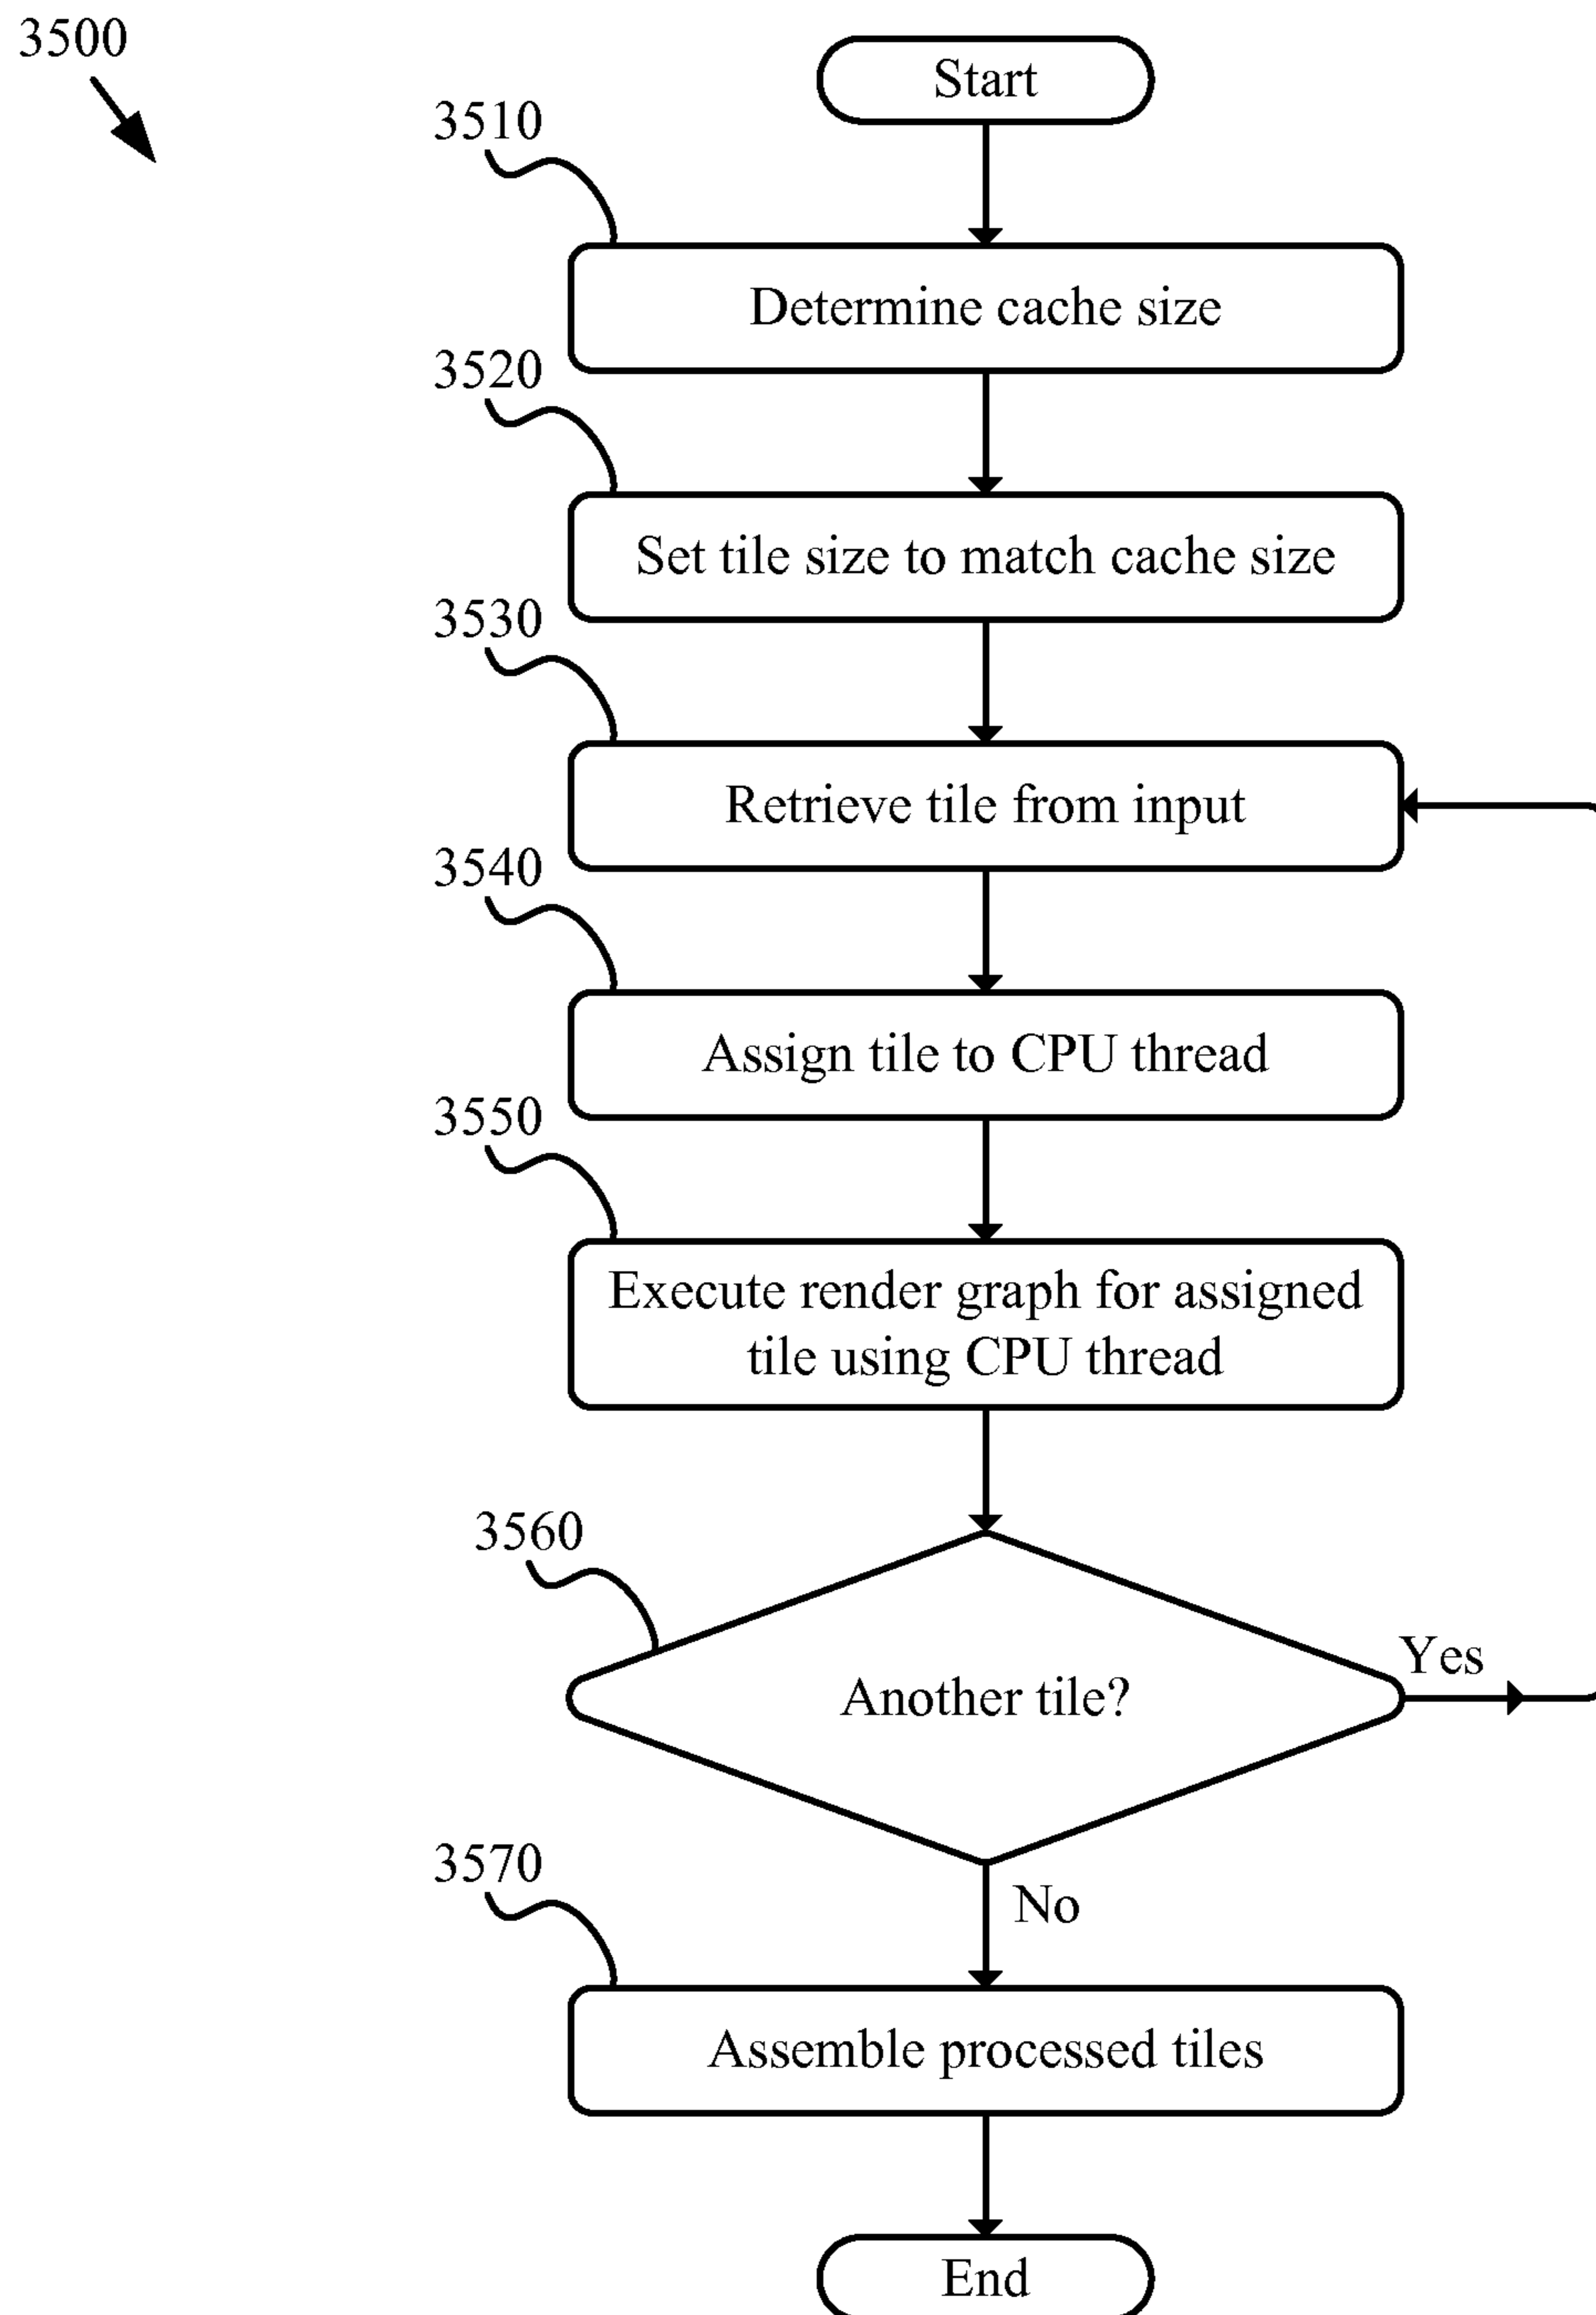 3500
Start
3510
Determine cache size
3520
Set tile size to match cache size
3530
Retrieve tile from input
3540
Assign tile to CPU thread
3550
Execute render graph for assigned
tile using CPU thread
3560
Another tile?
Yes
No
3570
Assemble processed tiles
End